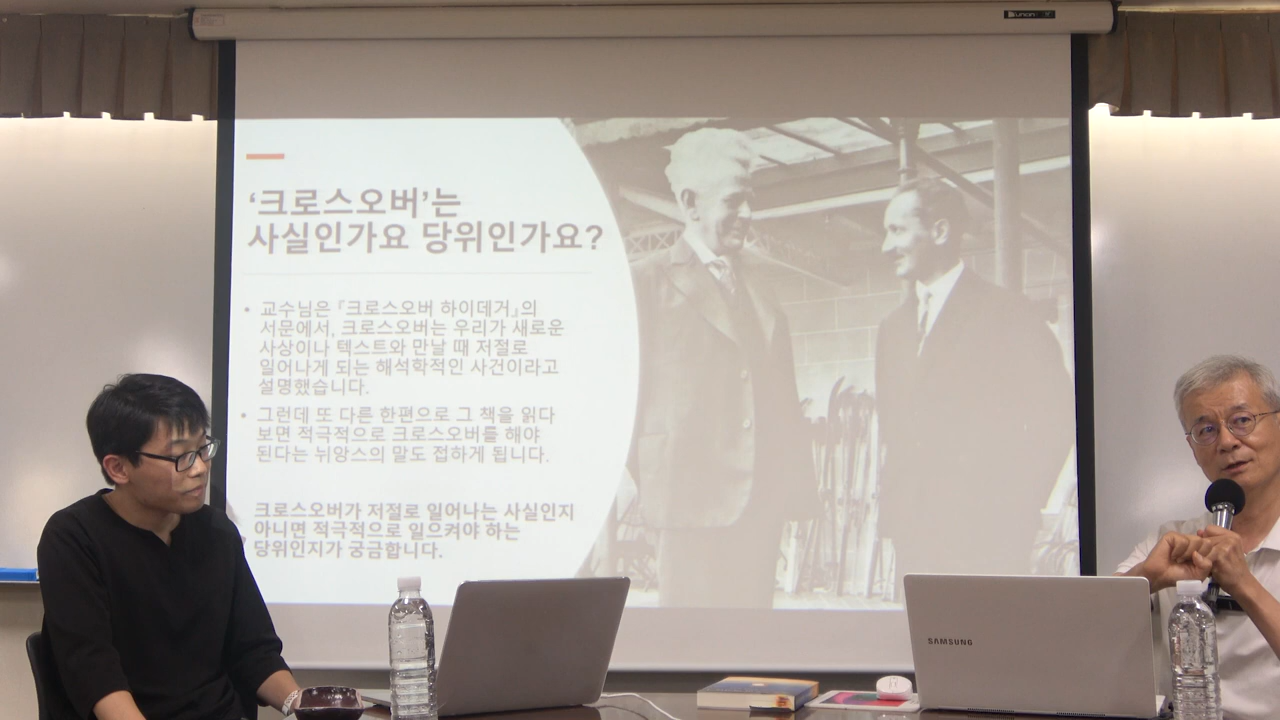 '크로스오버'는
사실인가요 당위인가요?
• 교수님은 『크로스오버 하이데거』의
서문에서, 크로스오버는 우리가 새로운
사상이나 텍스트와 만날 때 저절로
일어나게 되는 해석학적인 사건이라고
설명했습니다.
• 그런데 또 다른 한편으로 그 책을 읽다
보면 적극적으로 크로스오버를 해야
된다는 뉘앙스의 말도 접하게 됩니다.
크로스오버가 저절로 일어나는 사실인지
아니면 적극적으로 일으켜야 하는
당위인지가 궁금합니다.
SAMSUNG